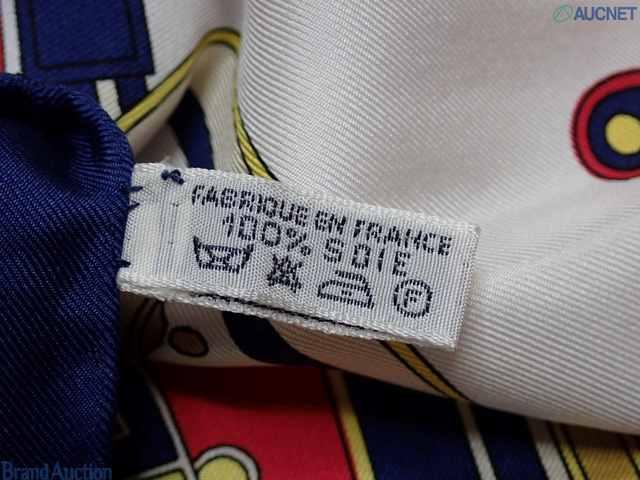 AUCNET
FABRIQUE EN FRANCE
100% SOIE
F
Brand Auction